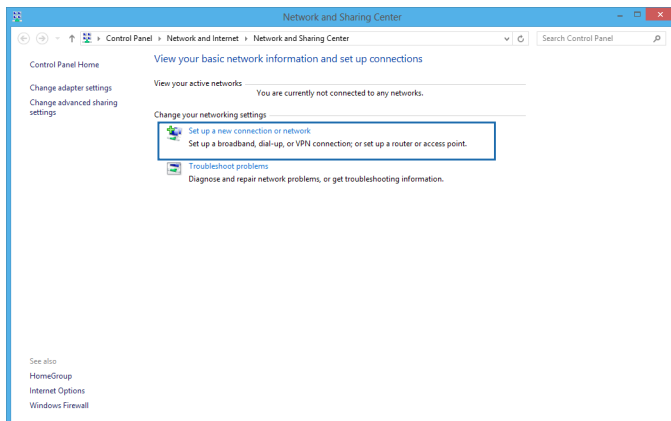 Network and Sharing Center
Control Panel ▸ Network and Internet ▸ Network and Sharing Center
Search Control Panel
Control Panel Home
Change adapter settings
Change advanced sharing
settings
View your basic network information and set up connections
View your active networks
You are currently not connected to any networks.
Change your networking settings
Set up a new connection or network
Set up a broadband, dial-up, or VPN connection; or set up a router or access point.
Troubleshoot problems
Diagnose and repair network problems, or get troubleshooting information.
See also
HomeGroup
Internet Options
Windows Firewall